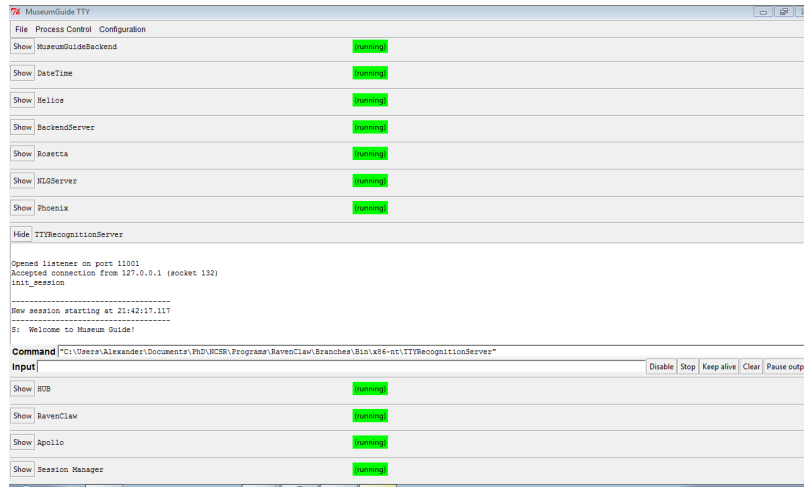 MuseumGuide TTY
File Process Control Configuration
Show MuseumGuideBackend (running)
Show DateTime (running)
Show Helios (running)
Show BackendServer (running)
Show Rosetta (running)
Show NLGServer (running)
Show Phoenix (running)
Hide TTYRecognitionServer
Opened listener on port 11001
Accepted connection from 127.0.0.1 (socket 132)
init_session
-----------------------------------
New session starting at 21:42:17.117
-----------------------------------
S: Welcome to Museum Guide!
Command "C:\Users\Alexander\Documents\PhD\NCSR\Programs\RavenClaw\Branches\Bin\x86-nt\TTYRecognitionServer"
Input Disable Stop Keep alive Clear Pause outp
Show HUB (running)
Show RavenClaw (running)
Show Apollo (running)
Show Session Manager (running)